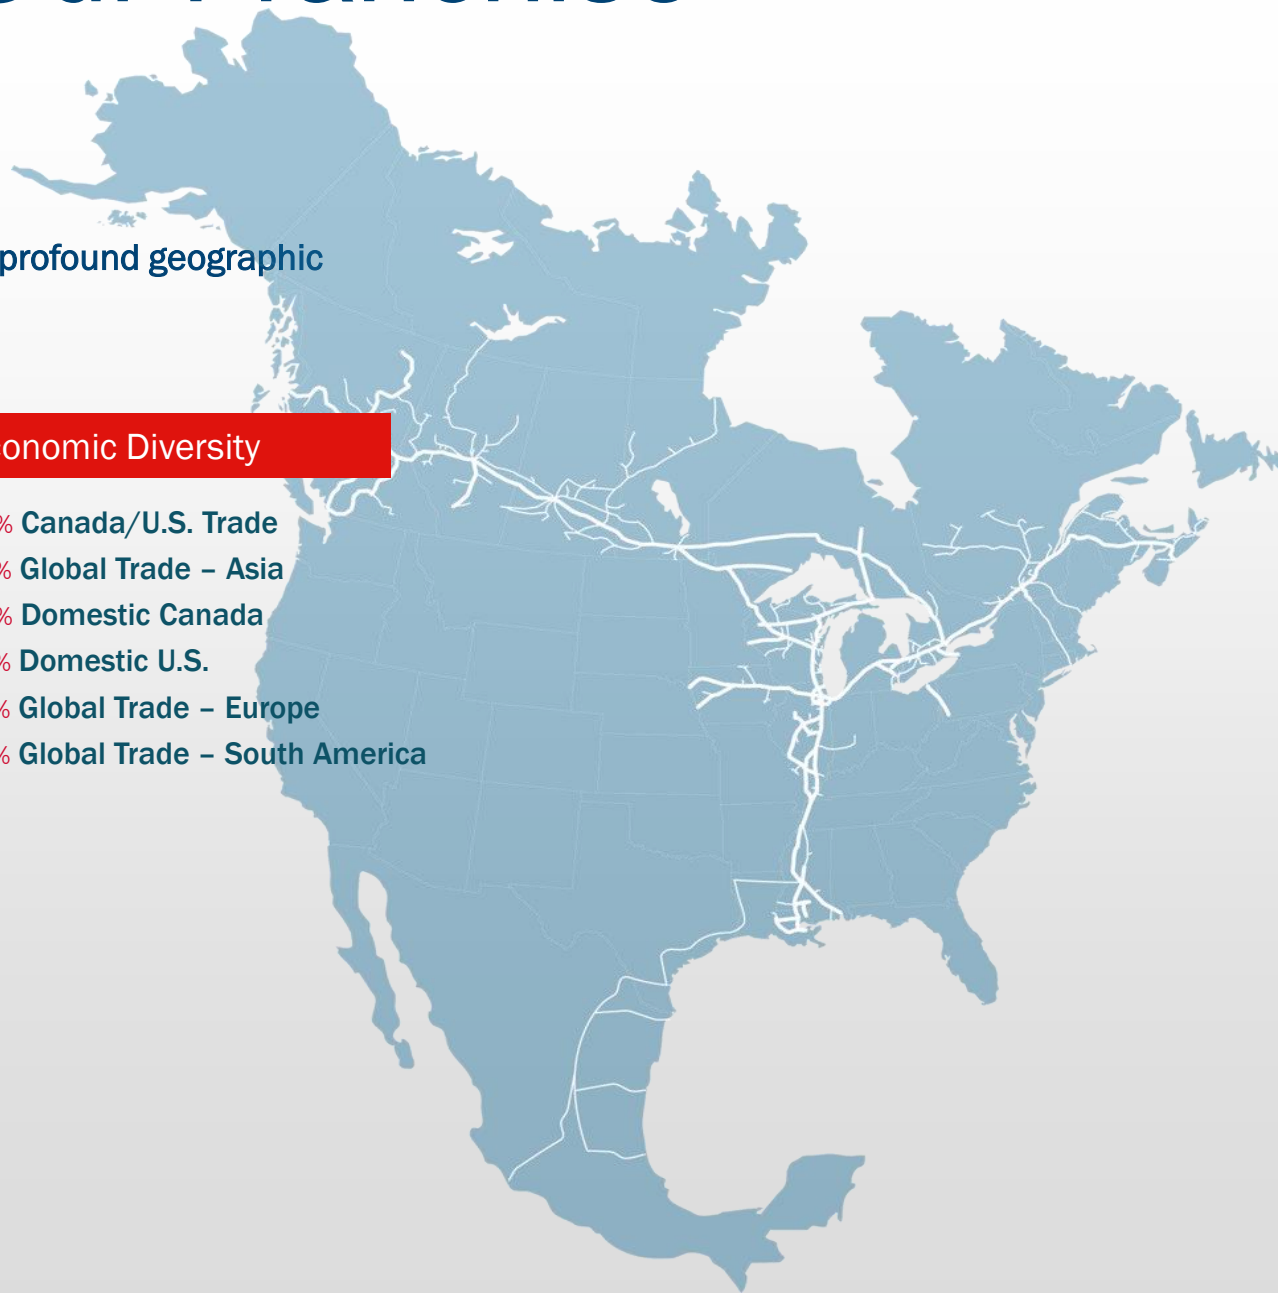 profound geographic
onomic Diversity
% Canada/U.S. Trade
% Global Trade – Asia
% Domestic Canada
% Domestic U.S.
% Global Trade – Europe
% Global Trade – South America